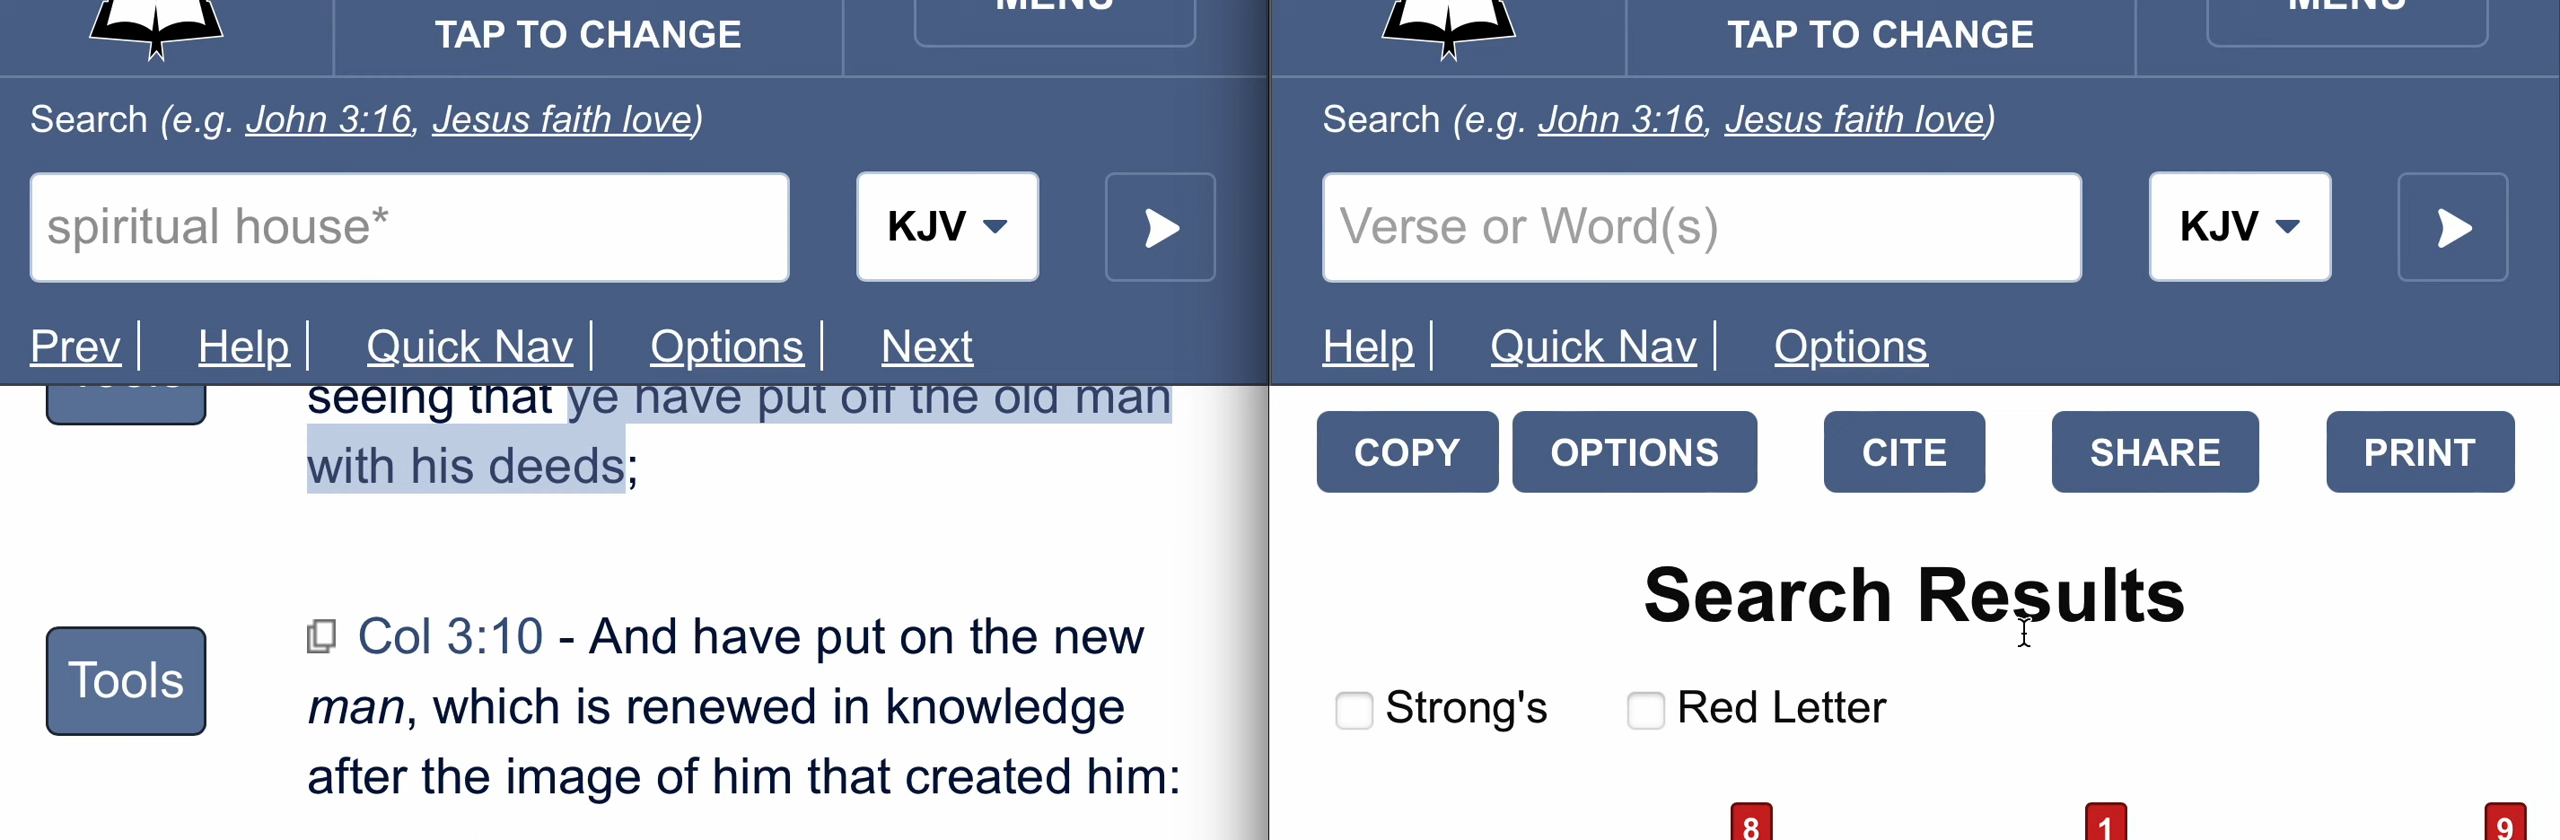 TAP TO CHANGE
MENU
Search (e.g. John 3:16, Jesus faith love)
spiritual house*
KJV
Prev
Help
Quick Nav
Options
Next
Tools
seeing that ye have put off the old man
with his deeds;
Tools
Col 3:10 - And have put on the new
man, which is renewed in knowledge
after the image of him that created him:
TAP TO CHANGE
MENU
Search (e.g. John 3:16, Jesus faith love)
Verse or Word(s)
KJV
Help
Quick Nav
Options
COPY
OPTIONS
CITE
SHARE
PRINT
Search Results
Strong's
Red Letter
8
1
9